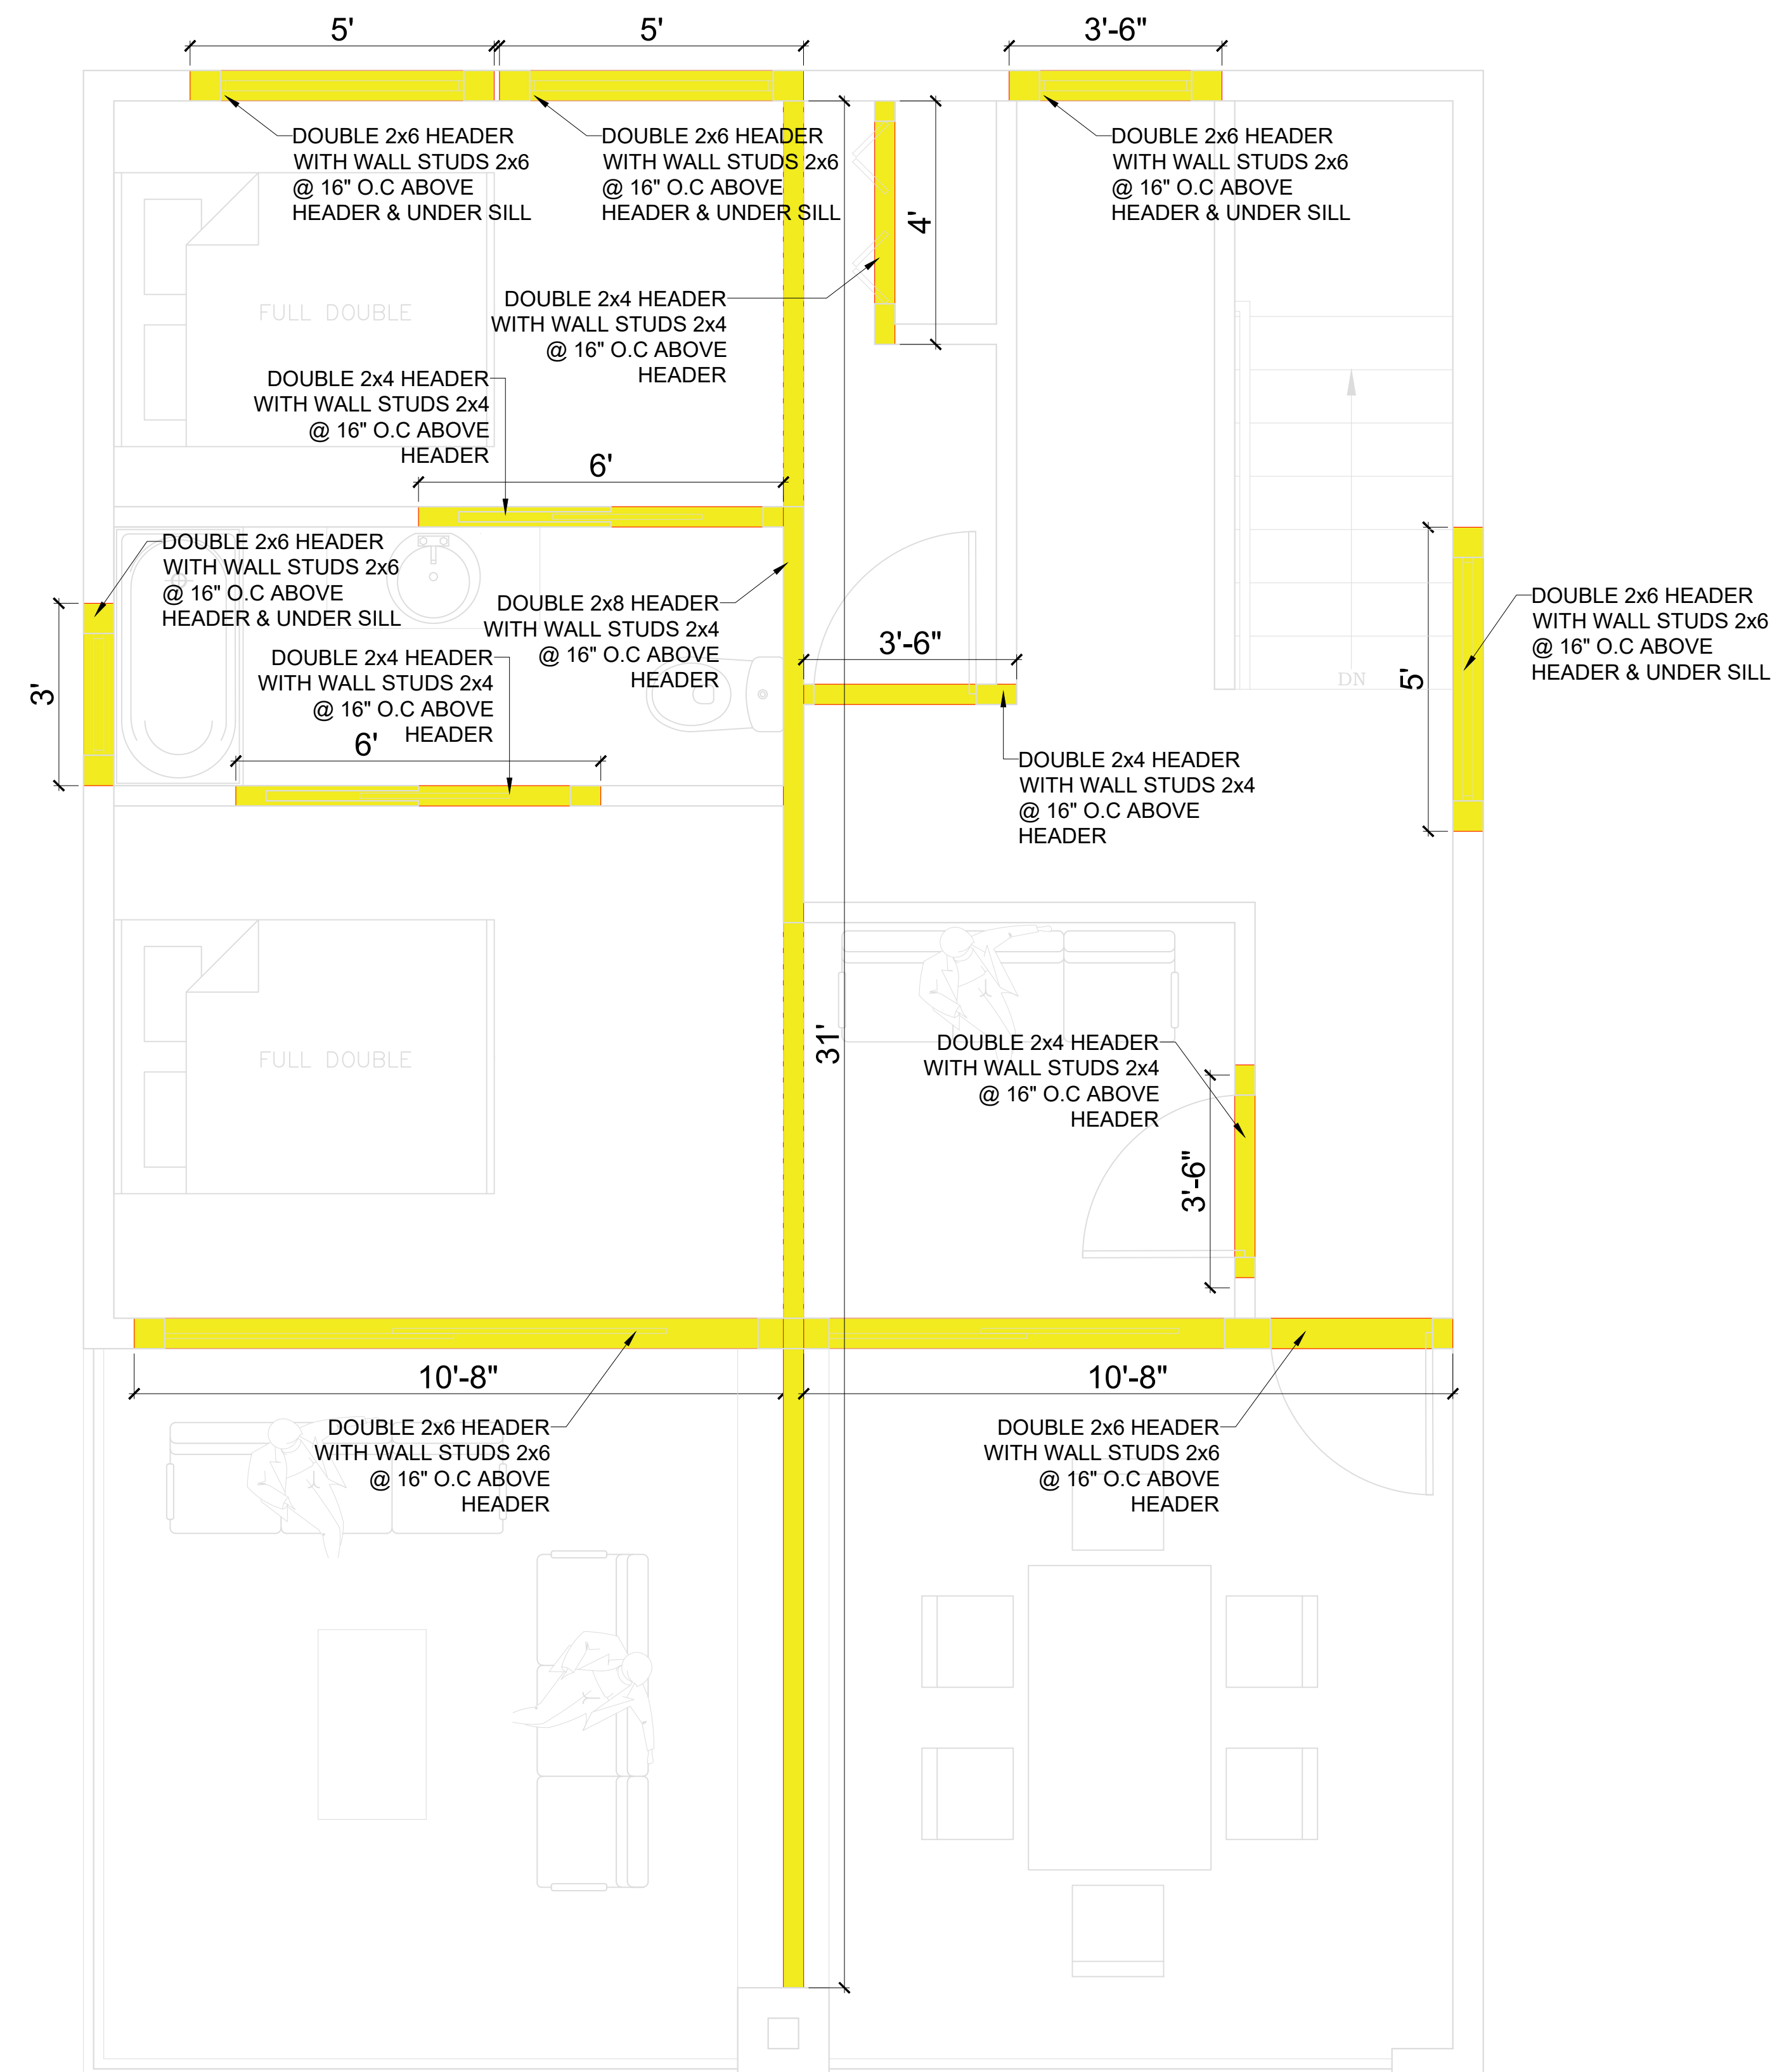 5'
5'
3'-6"
DOUBLE 2x6 HEADER
WITH WALL STUDS 2x6
@ 16" O.C ABOVE
HEADER & UNDER SILL
DOUBLE 2x6 HEADER
WITH WALL STUDS 2x6
@ 16" O.C ABOVE
HEADER & UNDER SILL
DOUBLE 2x6 HEADER
WITH WALL STUDS 2x6
@ 16" O.C ABOVE
HEADER & UNDER SILL
4'
FULL DOUBLE
DOUBLE 2x4 HEADER
WITH WALL STUDS 2x4
@ 16" O.C ABOVE
HEADER
DOUBLE 2x4 HEADER
WITH WALL STUDS 2x4
@ 16" O.C ABOVE
HEADER
6'
DOUBLE 2x6 HEADER
WITH WALL STUDS 2x6
@ 16" O.C ABOVE
HEADER & UNDER SILL
DOUBLE 2x8 HEADER
WITH WALL STUDS 2x4
@ 16" O.C ABOVE
HEADER
DOUBLE 2x6 HEADER
WITH WALL STUDS 2x6
@ 16" O.C ABOVE
HEADER & UNDER SILL
3'
DOUBLE 2x4 HEADER
WITH WALL STUDS 2x4
@ 16" O.C ABOVE
HEADER
6'
3'-6"
DN
5'
DOUBLE 2x4 HEADER
WITH WALL STUDS 2x4
@ 16" O.C ABOVE
HEADER
FULL DOUBLE
31'
DOUBLE 2x4 HEADER
WITH WALL STUDS 2x4
@ 16" O.C ABOVE
HEADER
3'-6"
10'-8"
10'-8"
DOUBLE 2x6 HEADER
WITH WALL STUDS 2x6
@ 16" O.C ABOVE
HEADER
DOUBLE 2x6 HEADER
WITH WALL STUDS 2x6
@ 16" O.C ABOVE
HEADER